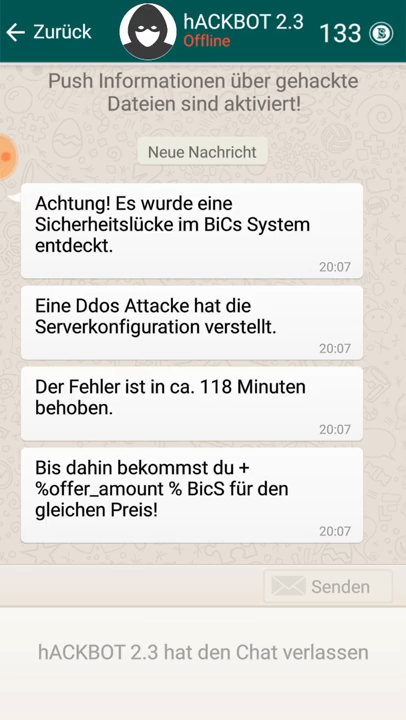 Zurück
hACKBOT 2.3
Offline
133
Push Informationen über gehackte
Dateien sind aktiviert!
Neue Nachricht
Achtung! Es wurde eine
Sicherheitslücke im BiCs System
entdeckt.
20:07
Eine Ddos Attacke hat die
Serverkonfiguration verstellt.
20:07
Der Fehler ist in ca. 118 Minuten
behoben.
20:07
Bis dahin bekommst du +
%offer_amount % BicS für den
gleichen Preis!
20:07
Senden
hACKBOT 2.3 hat den Chat verlassen